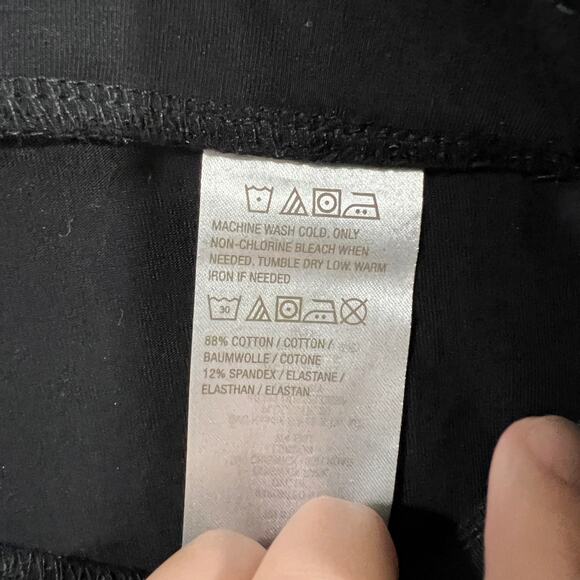 MACHINE WASH COLD. ONLY
NON-CHLORINE BLEACH WHEN
NEEDED. TUMBLE DRY LOW. WARM
IRON IF NEEDED
30
88% COTTON / COTTON /
BAUMWOLLE / COTONE
12% SPANDEX / ELASTANE /
ELASTHAN / ELASTAN